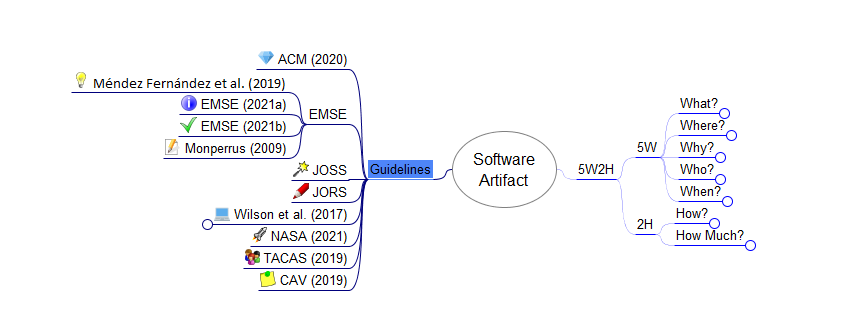 ACM (2020)
Méndez Fernández et al. (2019)
EMSE (2021a)
EMSE
EMSE (2021b)
Monperrus (2009)
JOSS
Guidelines
JORS
Wilson et al. (2017)
NASA (2021)
TACAS (2019)
CAV (2019)
Software
Artifact
5W2H
5W
What?
Where?
Why?
Who?
When?
2H
How?
How Much?